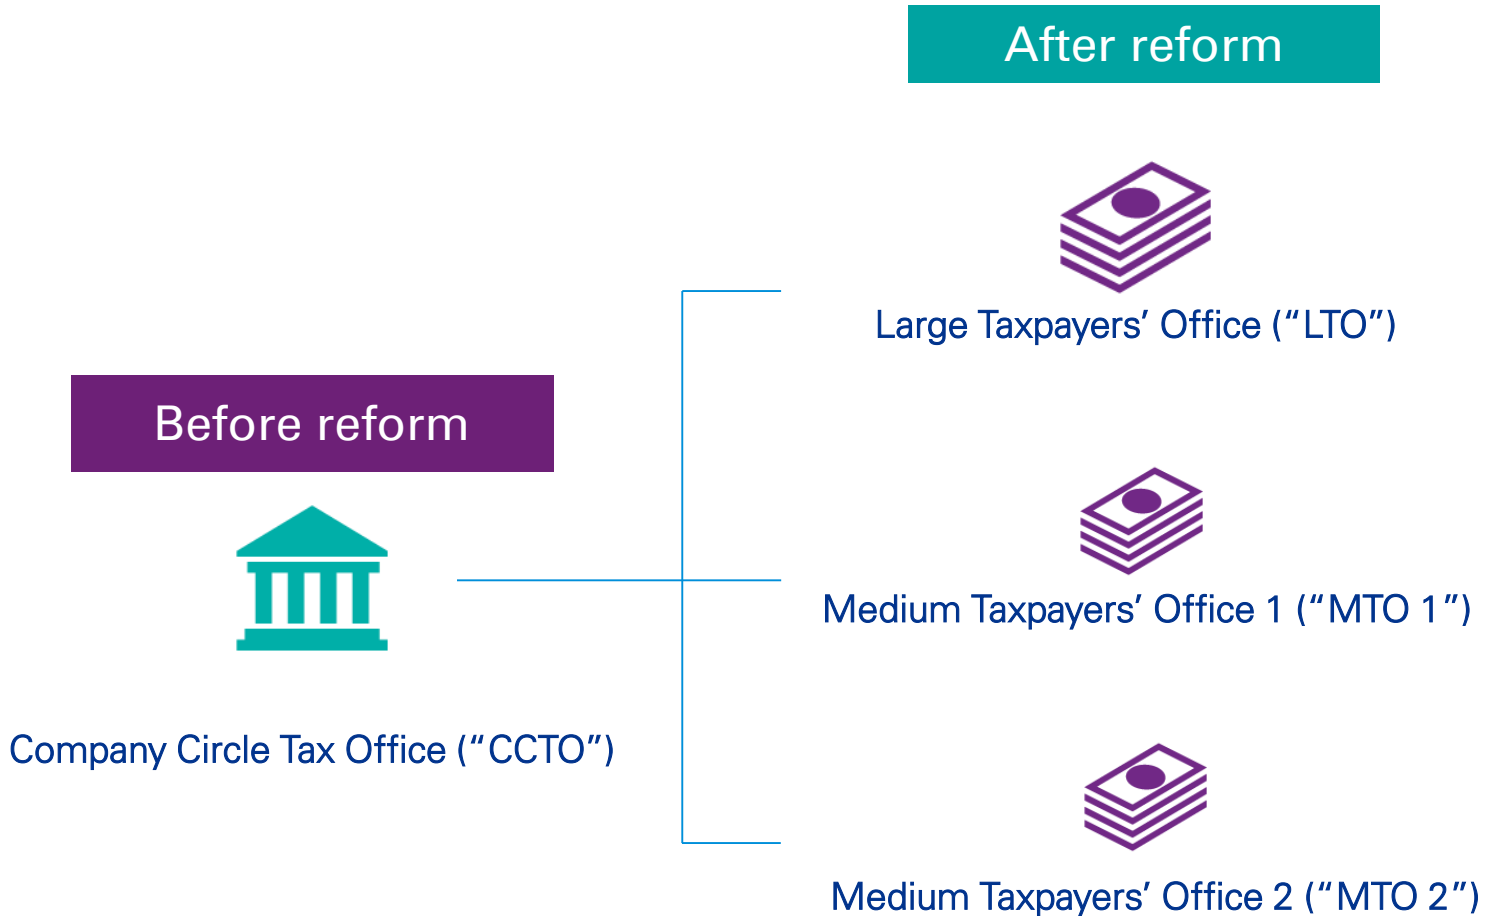 After reform
Large Taxpayers’ Office (“LTO”)
Before reform
Medium Taxpayers’ Office 1 (“MTO 1”)
Company Circle Tax Office (“CCTO”)
Medium Taxpayers’ Office 2 (“MTO 2”)